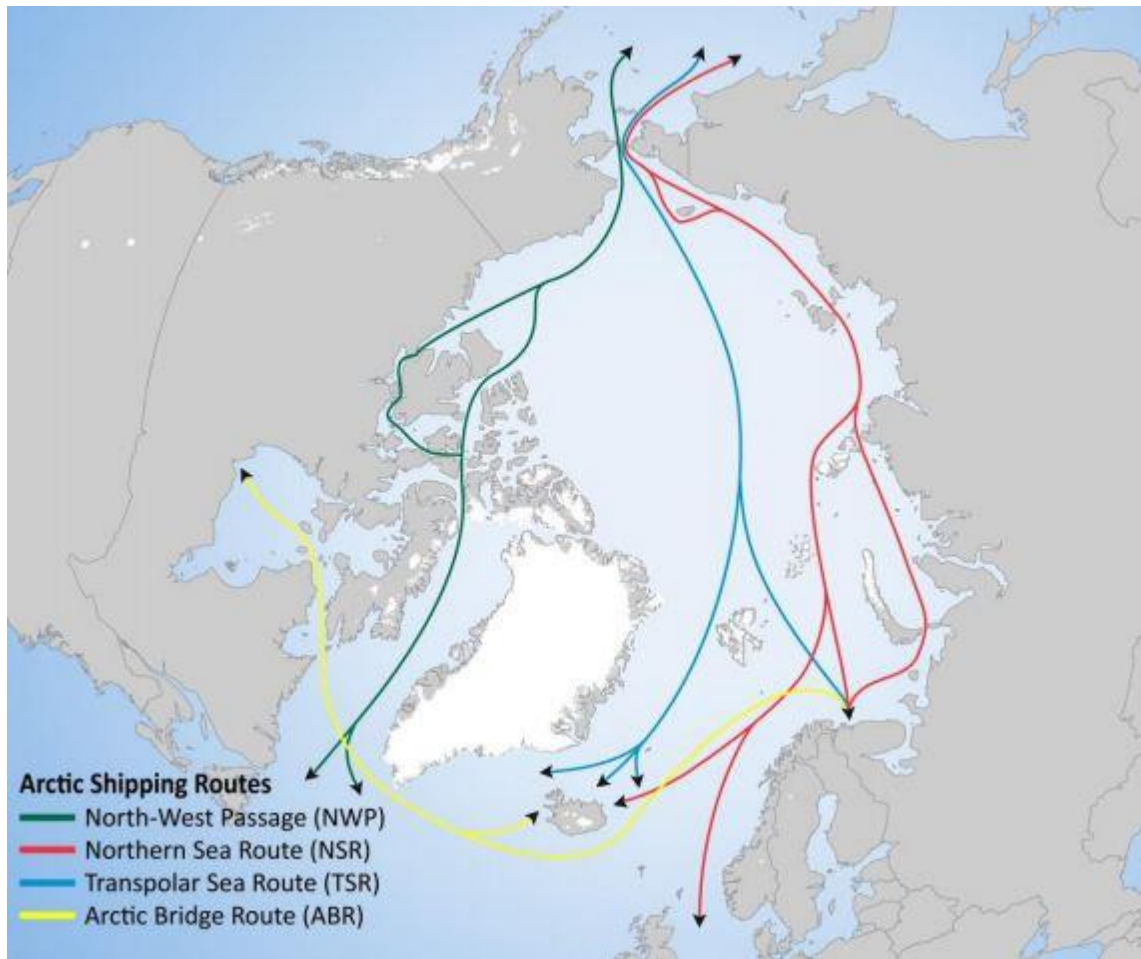 Arctic Shipping Routes
North-West Passage (NWP)
Northern Sea Route (NSR)
Transpolar Sea Route (TSR)
Arctic Bridge Route (ABR)